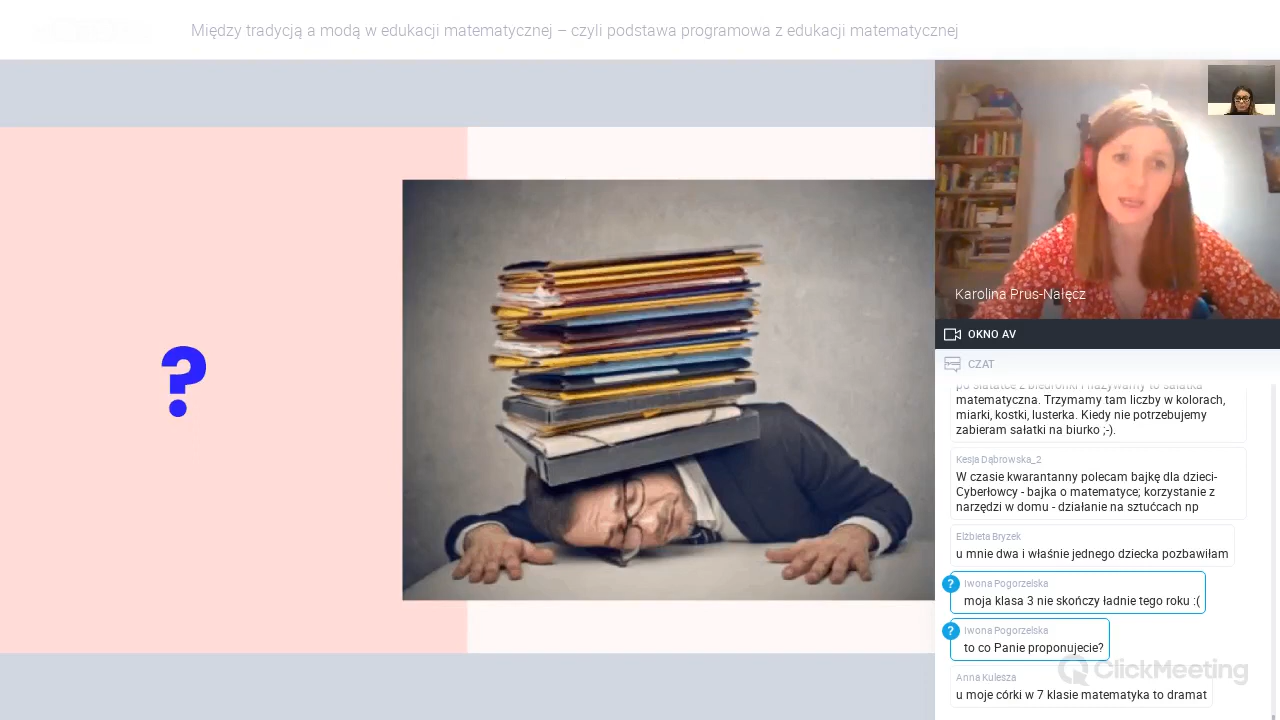 Między tradycją a modą w edukacji matematycznej – czyli podstawa programowa z edukacji matematycznej
?
Karolina Prus-Nałęcz
OKNO AV
CZAT
matematyczna. Trzymamy tam liczby w kolorach,
miarki, kostki, lusterka. Kiedy nie potrzebujemy
zabieram sałatki na biurko ;-).
Kesja Dąbrowska_2
W czasie kwarantanny polecam bajkę dla dzieci-
Cyberłowcy - bajka o matematyce; korzystanie z
narzędzi w domu - działanie na sztućcach np
Elżbieta Bryzek
u mnie dwa i właśnie jednego dziecka pozbawiłam
? Iwona Pogorzelska
moja klasa 3 nie skończy ładnie tego roku :(
? Iwona Pogorzelska
to co Panie proponujecie?
Anna Kulesza
u moje córki w 7 klasie matematyka to dramat
ClickMeeting